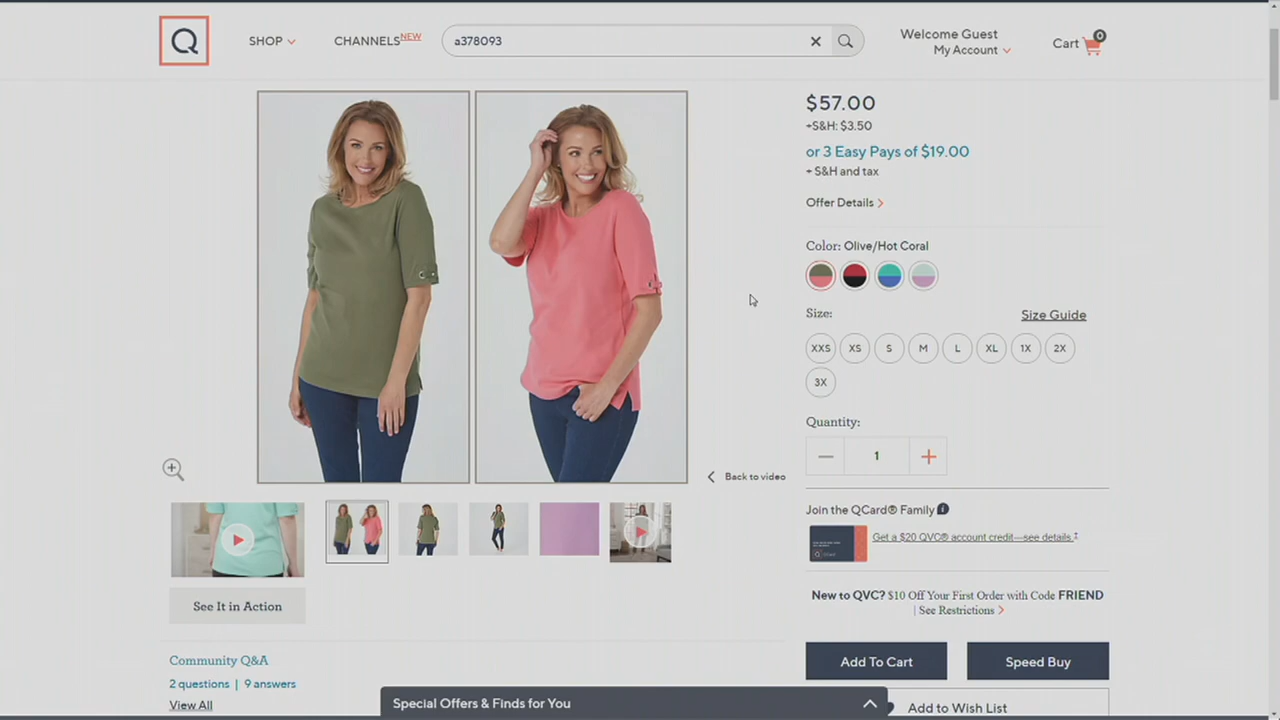 Q
SHOP
CHANNELS NEW
a378093
Welcome Guest
My Account
Cart
0
$57.00
+S&H: $3.50
or 3 Easy Pays of $19.00
+ S&H and tax
Offer Details
Color: Olive/Hot Coral
Size:
Size Guide
XXS XS S M L XL 1X 2X
3X
Quantity:
1
Back to video
Join the QCard® Family
Get a $20 QVC® account credit—see details.‡
See It in Action
New to QVC? $10 Off Your First Order with Code FRIEND
| See Restrictions
Add To Cart
Speed Buy
Community Q&A
2 questions | 9 answers
View All
Special Offers & Finds for You
Add to Wish List